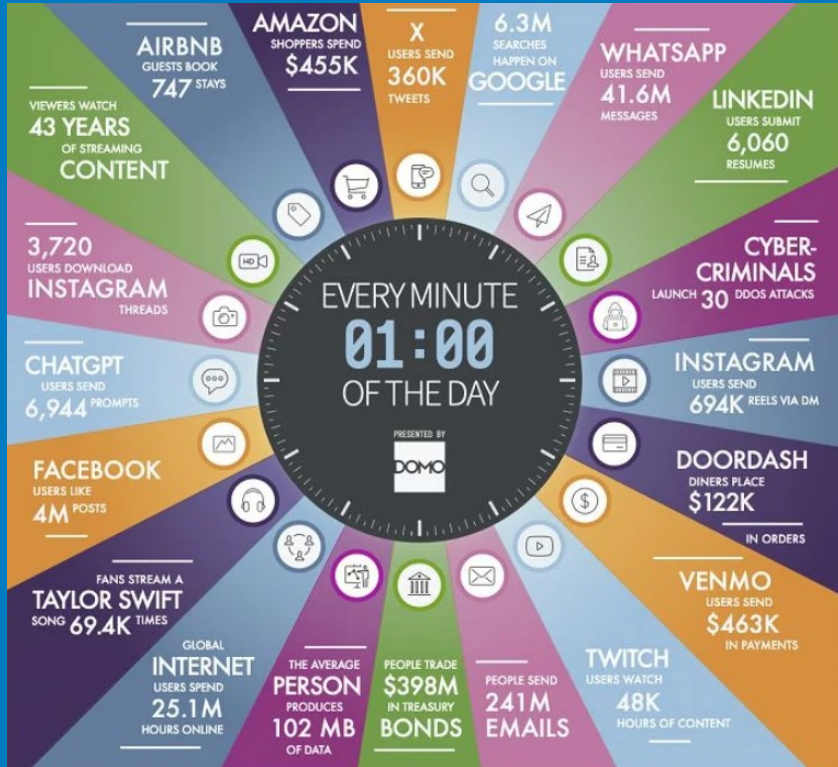 EVERY MINUTE
01:00
OF THE DAY
PRESENTED BY
DOMO
X
USERS SEND
360K
TWEETS
6.3M
SEARCHES
HAPPEN ON
GOOGLE
WHATSAPP
USERS SEND
41.6M
MESSAGES
LINKEDIN
USERS SUBMIT
6,060
RESUMES
CYBER-
CRIMINALS
LAUNCH 30 DDOS ATTACKS
INSTAGRAM
USERS SEND
694K REELS VIA DM
DOORDASH
DINERS PLACE
$122K
IN ORDERS
VENMO
USERS SEND
$463K
IN PAYMENTS
TWITCH
USERS WATCH
48K
HOURS OF CONTENT
PEOPLE SEND
241M
EMAILS
PEOPLE TRADE
$398M
IN TREASURY
BONDS
THE AVERAGE
PERSON
PRODUCES
102 MB
OF DATA
GLOBAL
INTERNET
USERS SPEND
25.1M
HOURS ONLINE
FANS STREAM A
TAYLOR SWIFT
SONG 69.4K TIMES
FACEBOOK
USERS LIKE
4M POSTS
CHATGPT
USERS SEND
6,944 PROMPTS
3,720
USERS DOWNLOAD
INSTAGRAM
THREADS
VIEWERS WATCH
43 YEARS
OF STREAMING
CONTENT
HD
AIRBNB
GUESTS BOOK
747 STAYS
AMAZON
SHOPPERS SPEND
$455K